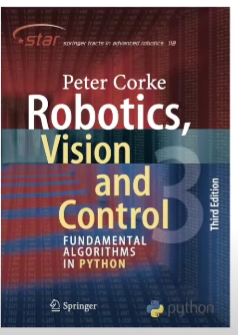 star springer tracts in advanced robotics
Peter Corke
Robotics,
Vision
and
Control
3
Third Edition
FUNDAMENTAL
ALGORITHMS
IN PYTHON
Springer
python